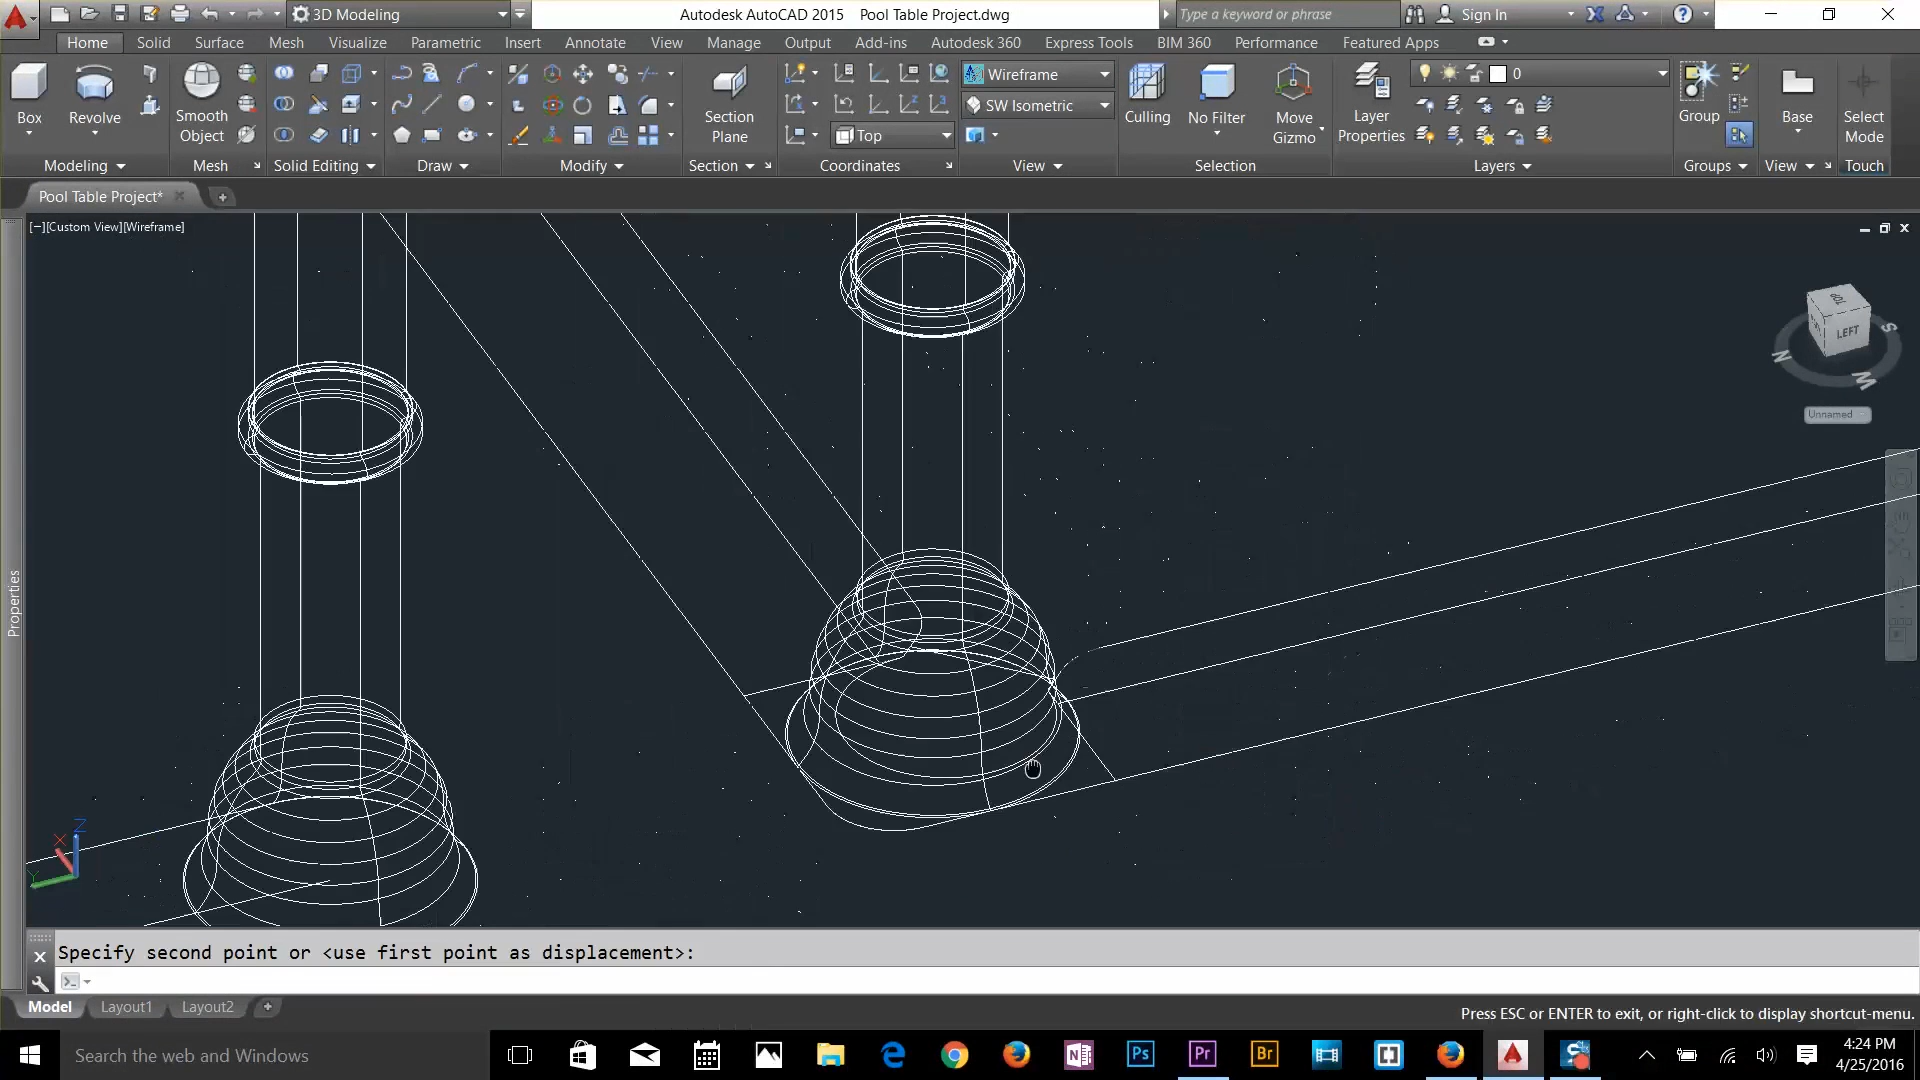 3D Modeling
Autodesk AutoCAD 2015 Pool Table Project.dwg
Type a keyword or phrase
Sign In
Home Solid Surface Mesh Visualize Parametric Insert Annotate View Manage Output Add-ins Autodesk 360 Express Tools BIM 360 Performance Featured Apps
Wireframe
0
SW Isometric
Box Revolve Smooth Object Section Plane Culling No Filter Move Gizmo Layer Properties Group Base Select Mode
Top
Modeling Mesh Solid Editing Draw Modify Section Coordinates View Selection Layers Groups View Touch
Pool Table Project*
[−][Custom View][Wireframe]
TOP
LEFT
S
N
W
Unnamed
Properties
Z
X
Y
Specify second point or <use first point as displacement>:
Model Layout1 Layout2
Press ESC or ENTER to exit, or right-click to display shortcut-menu.
Search the web and Windows
Ps
Pr
Br
4:24 PM
4/25/2016